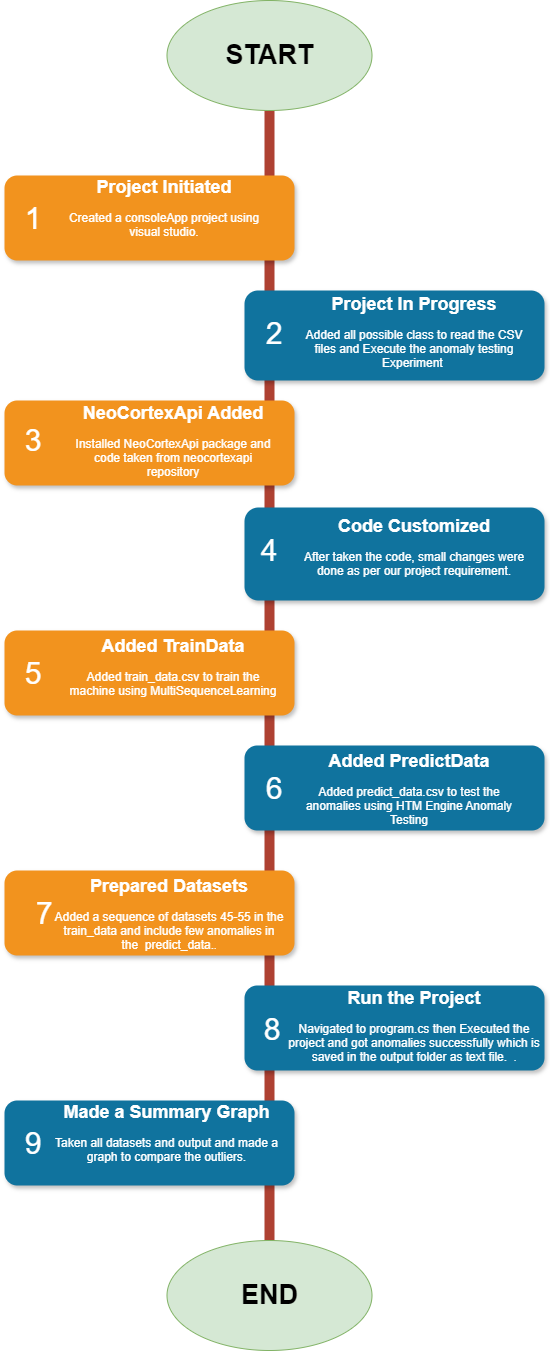 START
Project Initiated
1
Created a consoleApp project using
visual studio.
Project In Progress
2
Added all possible class to read the CSV
files and Execute the anomaly testing
Experiment
NeoCortexApi Added
3
Installed NeoCortexApi package and
code taken from neocortexapi
repository
Code Customized
4
After taken the code, small changes were
done as per our project requirement.
Added TrainData
5
Added train_data.csv to train the
machine using MultiSequenceLearning
Added PredictData
6
Added predict_data.csv to test the
anomalies using HTM Engine Anomaly
Testing
Prepared Datasets
7
Added a sequence of datasets 45-55 in the
train_data and include few anomalies in
the  predict_data..
Run the Project
8
Navigated to program.cs then Executed the
project and got anomalies successfully which is
saved in the output folder as text file.  .
Made a Summary Graph
9
Taken all datasets and output and made a
graph to compare the outliers.
END